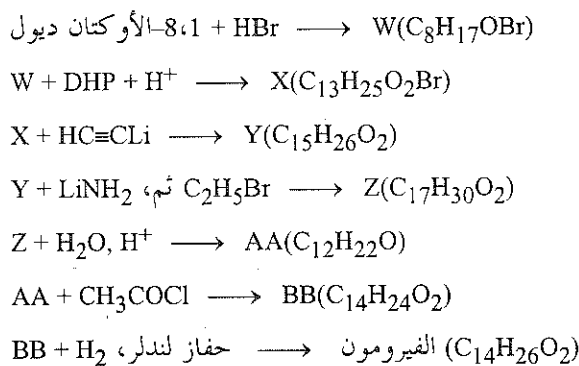 1،8–الأوكتان ديول + HBr ⟶ W(C₈H₁₇OBr)
W + DHP + H⁺ ⟶ X(C₁₃H₂₅O₂Br)
X + HC≡CLi ⟶ Y(C₁₅H₂₆O₂)
Y + LiNH₂ ،ثم C₂H₅Br ⟶ Z(C₁₇H₃₀O₂)
Z + H₂O, H⁺ ⟶ AA(C₁₂H₂₂O)
AA + CH₃COCl ⟶ BB(C₁₄H₂₄O₂)
BB + H₂ ،حفاز لندلر ⟶ الفيرومون (C₁₄H₂₆O₂)